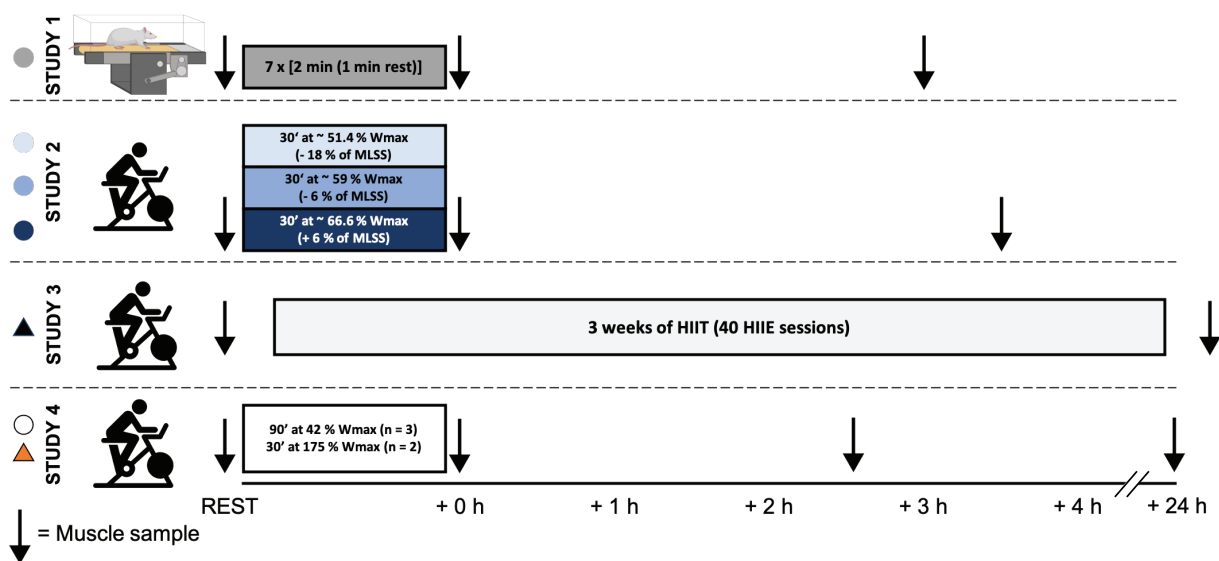 STUDY 1
7 x [2 min (1 min rest)]
STUDY 2
30‘ at ~ 51.4 % Wmax
(- 18 % of MLSS)
30‘ at ~ 59 % Wmax
(- 6 % of MLSS)
30’ at ~ 66.6 % Wmax
(+ 6 % of MLSS)
STUDY 3
3 weeks of HIIT (40 HIIE sessions)
STUDY 4
90’ at 42 % Wmax (n = 3)
30’ at 175 % Wmax (n = 2)
REST + 0 h + 1 h + 2 h + 3 h + 4 h + 24 h
= Muscle sample